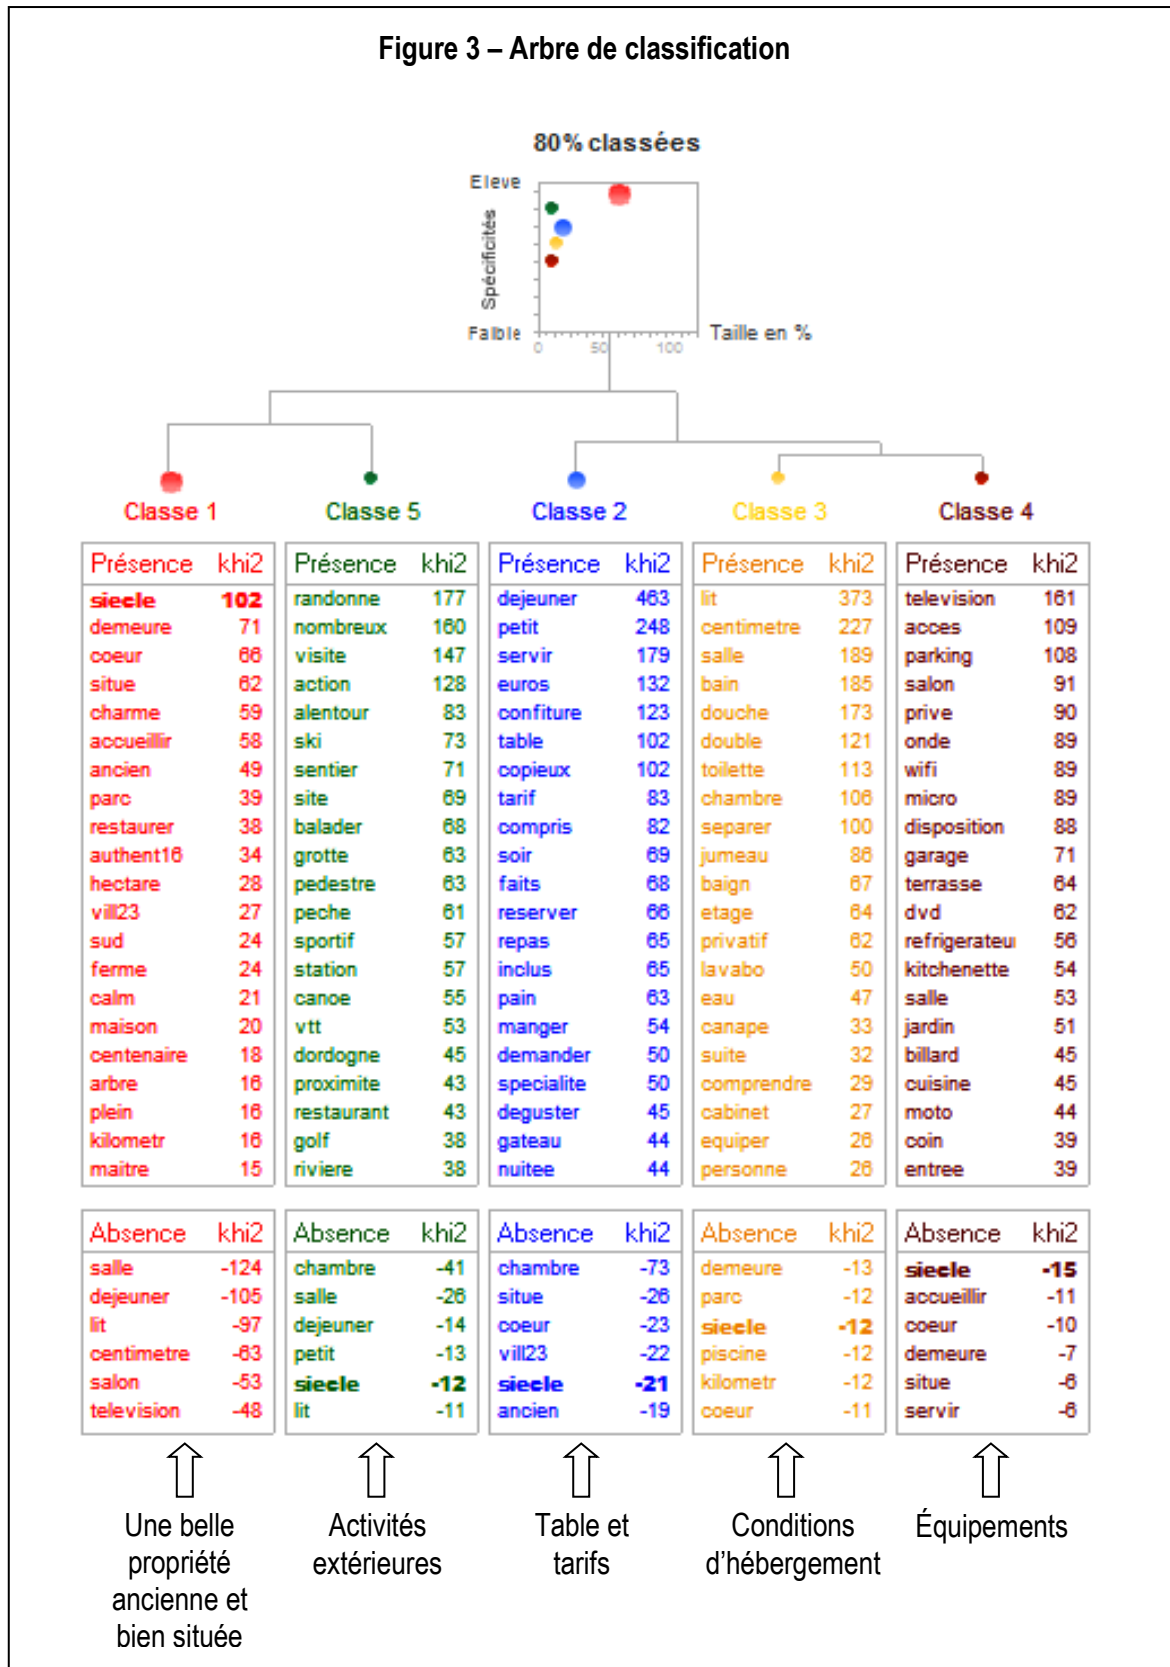 Figure 3 – Arbre de classification
80% classées
Eleve
Spécificités
Faible
0 50 100
Taille en %
Classe 1
Classe 5
Classe 2
Classe 3
Classe 4
Présence khi2 Présence khi2 Présence khi2 Présence khi2 Présence khi2
siecle 102 randonne 177 dejeuner 463 lit 373 television 161
demeure 71 nombreux 160 petit 248 centimetre 227 acces 109
coeur 66 visite 147 servir 179 salle 189 parking 108
situe 62 action 128 euros 132 bain 185 salon 91
charme 59 alentour 83 confiture 123 douche 173 prive 90
accueillir 58 ski 73 table 102 double 121 onde 89
ancien 49 sentier 71 copieux 102 toilette 113 wifi 89
parc 39 site 69 tarif 83 chambre 106 micro 89
restaurer 38 balader 68 compris 82 separer 100 disposition 88
authent16 34 grotte 63 soir 69 jumeau 86 garage 71
hectare 28 pedestre 63 faits 68 baign 67 terrasse 64
vill23 27 peche 61 reserver 66 etage 64 dvd 62
sud 24 sportif 57 repas 65 privatif 62 refrigerateu 56
ferme 24 station 57 inclus 65 lavabo 50 kitchenette 54
calm 21 canoe 55 pain 63 eau 47 salle 53
maison 20 vtt 53 manger 54 canape 33 jardin 51
centenaire 18 dordogne 45 demander 50 suite 32 billard 45
arbre 16 proximite 43 specialite 50 comprendre 29 cuisine 45
plein 16 restaurant 43 deguster 45 cabinet 27 moto 44
kilometr 16 golf 38 gateau 44 equiper 26 coin 39
maitre 15 riviere 38 nuitee 44 personne 26 entree 39
Absence khi2 Absence khi2 Absence khi2 Absence khi2 Absence khi2
salle -124 chambre -41 chambre -73 demeure -13 siecle -15
dejeuner -105 salle -26 situe -26 parc -12 accueillir -11
lit -97 dejeuner -14 coeur -23 siecle -12 coeur -10
centimetre -63 petit -13 vill23 -22 piscine -12 demeure -7
salon -53 siecle -12 siecle -21 kilometr -12 situe -6
television -48 lit -11 ancien -19 coeur -11 servir -6
Une belle
propriété
ancienne et
bien située
Activités
extérieures
Table et
tarifs
Conditions
d'hébergement
Équipements